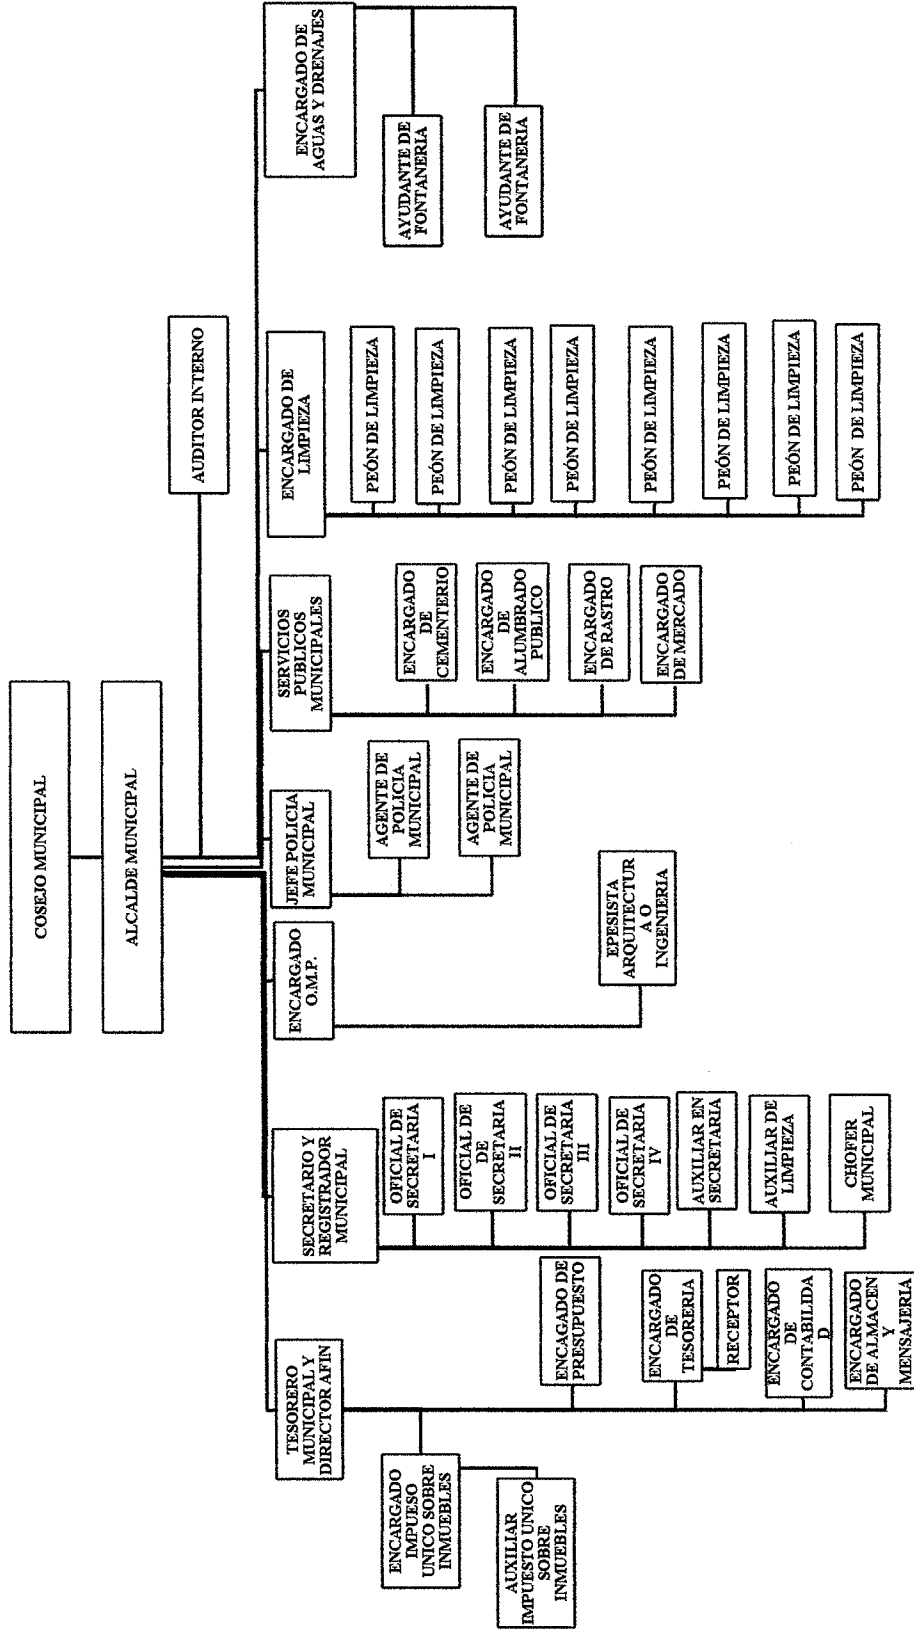 COSEJO MUNICIPAL
ALCALDE MUNICIPAL
AUDITOR INTERNO
TESORERO
MUNICIPAL Y
DIRECTOR AFIN
ENCARGADO
IMPUESO
UNICO SOBRE
INMUEBLES
AUXILIAR
IMPUESTO UNICO
SOBRE
INMUEBLES
ENCAGADO DE
PRESUPUESTO
ENCARGADO
DE
TESORERIA
RECEPTOR
ENCARGADO
DE
CONTABILIDA
D
ENCARGADO
DE ALMACEN
Y
MENSAJERIA
SECRETARIO Y
REGISTRADOR
MUNICIPAL
OFICIAL DE
SECRETARIA
I
OFICIAL DE
DE
SECRETARIA
II
OFICIAL DE
SECRETARIA
III
OFICIAL DE
SECRETARIA
IV
AUXILIAR EN
SECRETARIA
AUXILIAR DE
LIMPIEZA
CHOFER
MUNICIPAL
ENCARGADO
O.M.P.
EPESISTA
ARQUITECTUR
A O
INGENIERIA
JEFE POLICIA
MUNICIPAL
AGENTE DE
POLICIA
MUNICIPAL
AGENTE DE
POLICIA
MUNICIPAL
SERVICIOS
PUBLICOS
MUNICIPALES
ENCARGADO
DE
CEMENTERIO
ENCARGADO
DE
ALUMBRADO
PUBLICO
ENCARGADO
DE RASTRO
ENCARGADO
DE MERCADO
ENCARGADO DE
LIMPIEZA
PEÓN DE LIMPIEZA
PEÓN DE LIMPIEZA
PEÓN DE LIMPIEZA
PEÓN DE LIMPIEZA
PEÓN DE LIMPIEZA
PEÓN DE LIMPIEZA
PEÓN DE LIMPIEZA
PEÓN DE LIMPIEZA
ENCARGADO DE
AGUAS Y DRENAJES
AYUDANTE DE
FONTANERIA
AYUDANTE DE
FONTANERIA